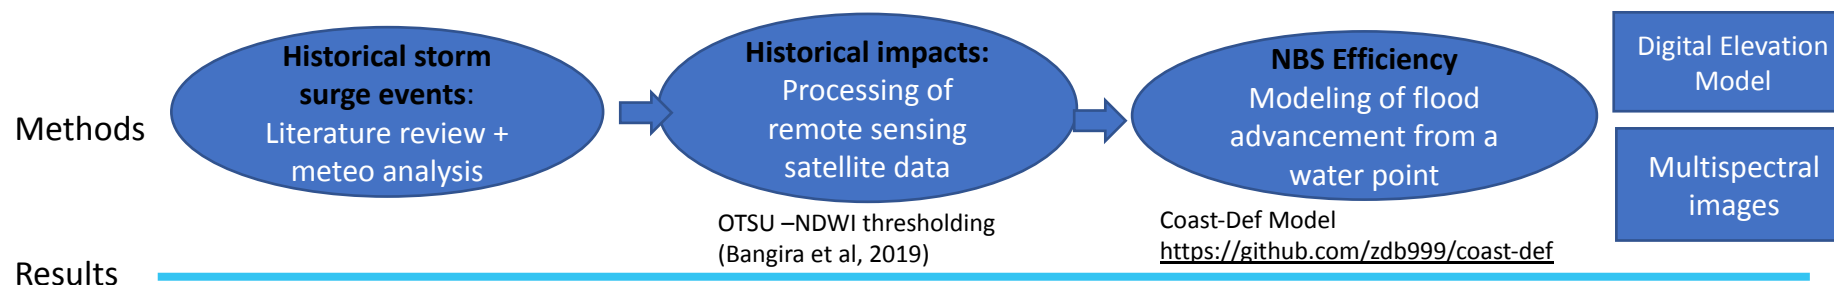 Methods
Historical storm
surge events:
Literature review +
meteo analysis
Historical impacts:
Processing of
remote sensing
satellite data
OTSU –NDWI thresholding
(Bangira et al, 2019)
NBS Efficiency
Modeling of flood
advancement from a
water point
Coast-Def Model
https://github.com/zdb999/coast-def
Digital Elevation
Model
Multispectral
images
Results